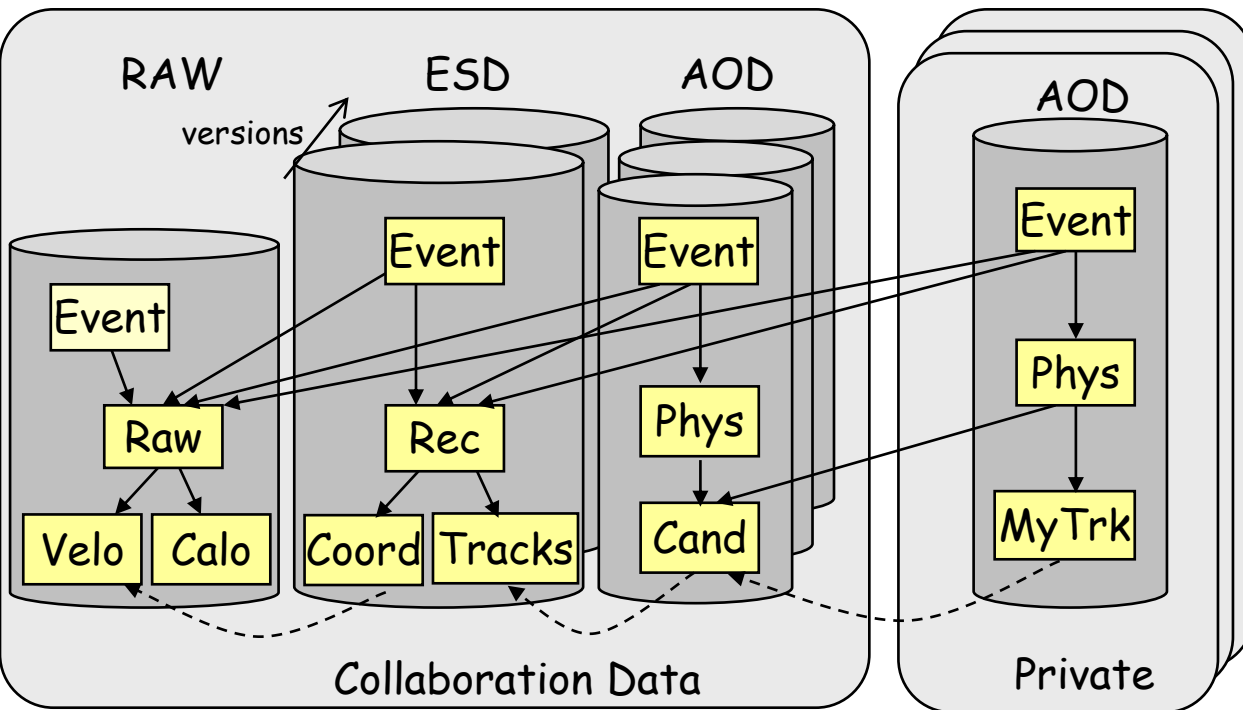 RAW
ESD
AOD
AOD
versions
Event
Event
Event
Event
Raw
Rec
Phys
Phys
Velo
Calo
Coord
Tracks
Cand
MyTrk
Collaboration Data
Private